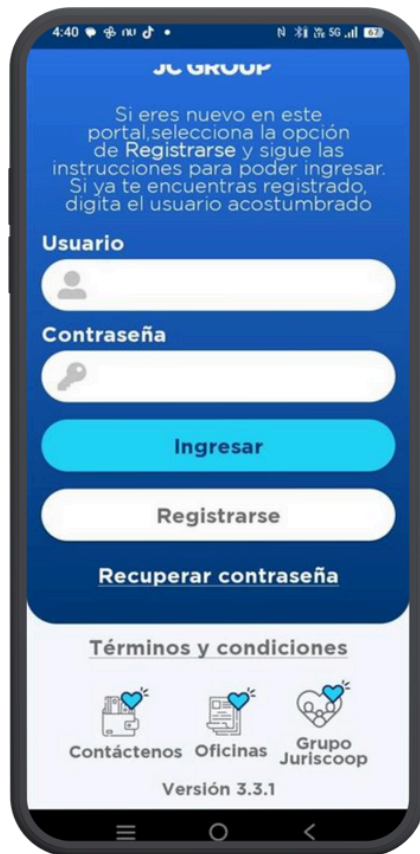 4:40
5G
67
JC GROUP
Si eres nuevo en este
portal,selecciona la opción
de Registrarse y sigue las
instrucciones para poder ingresar.
Si ya te encuentras registrado,
digita el usuario acostumbrado
Usuario
Contraseña
Ingresar
Registrarse
Recuperar contraseña
Términos y condiciones
Contáctenos
Oficinas
Grupo
Juriscoop
Versión 3.3.1